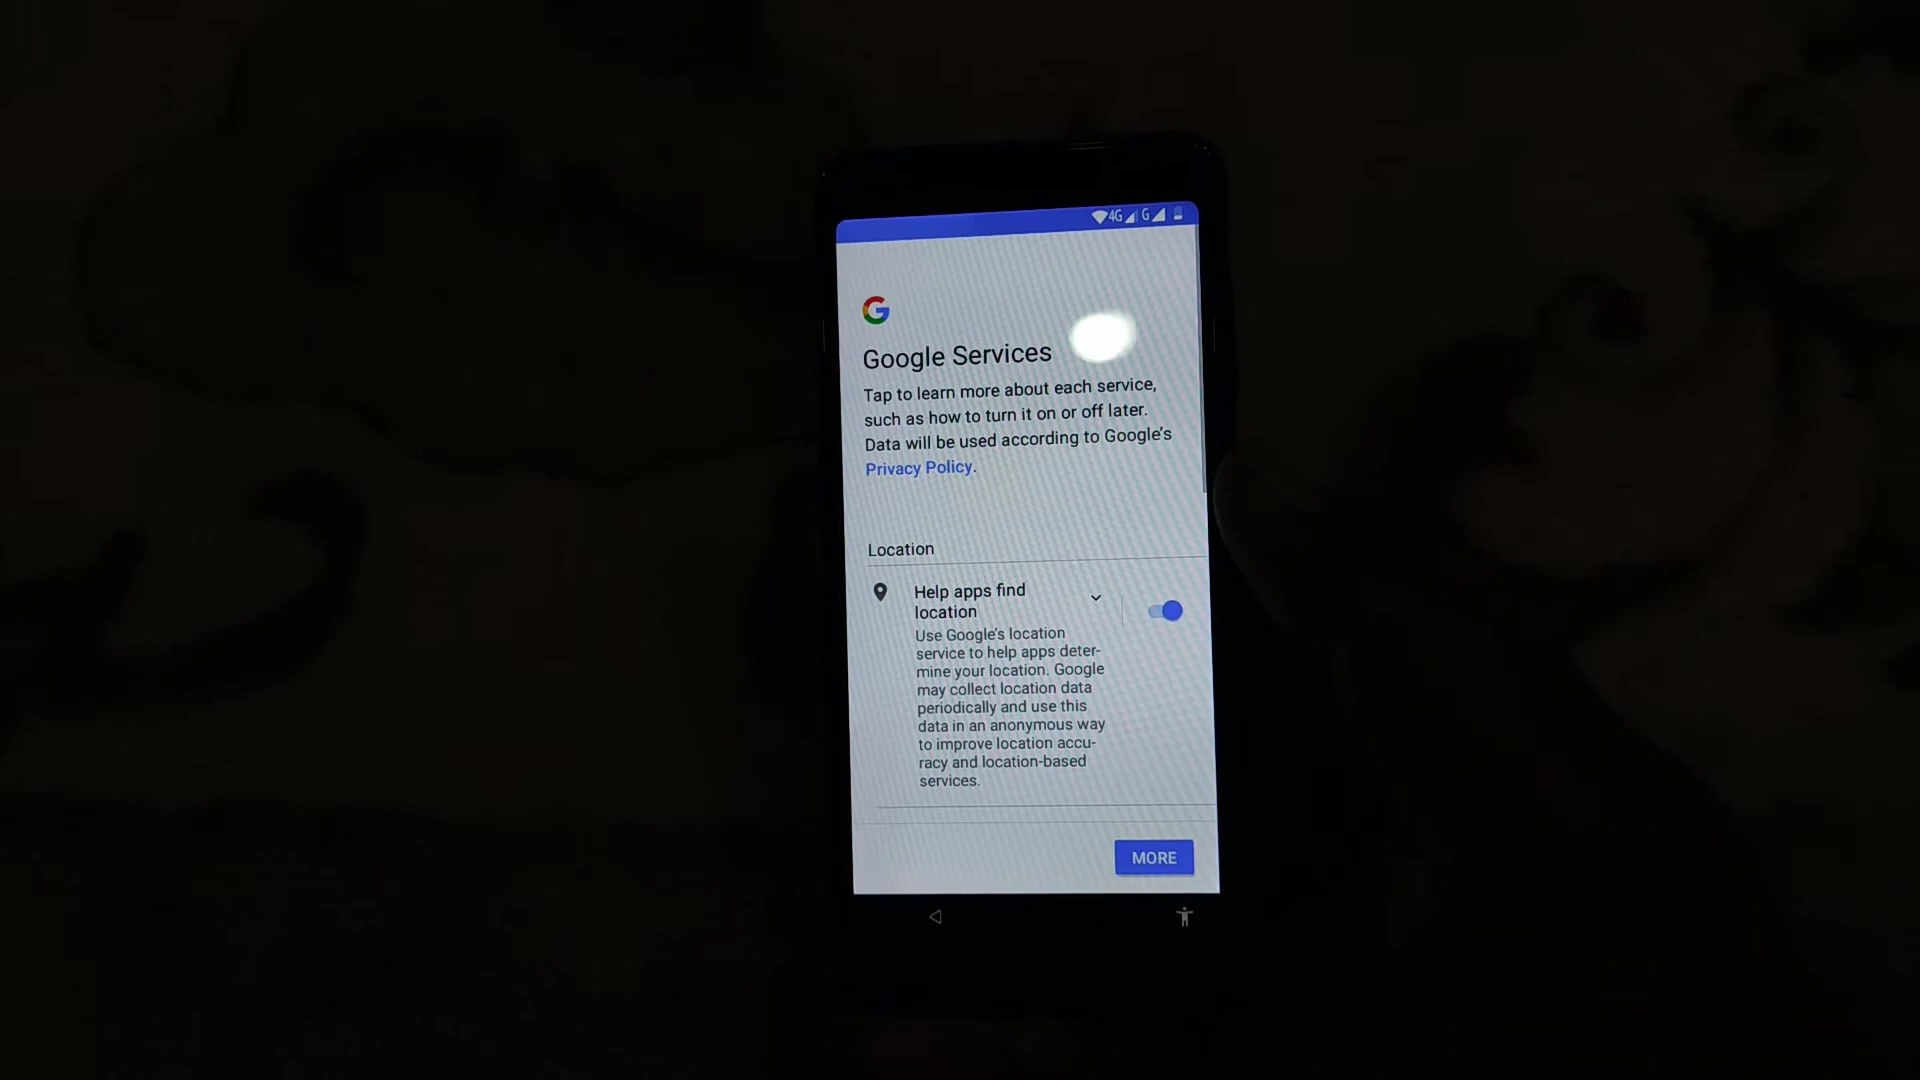 4G G
Google Services
Tap to learn more about each service,
such as how to turn it on or off later.
Data will be used according to Google's
Privacy Policy.
Location
Help apps find
location
Use Google's location
service to help apps deter-
mine your location. Google
may collect location data
periodically and use this
data in an anonymous way
to improve location accu-
racy and location-based
services.
MORE